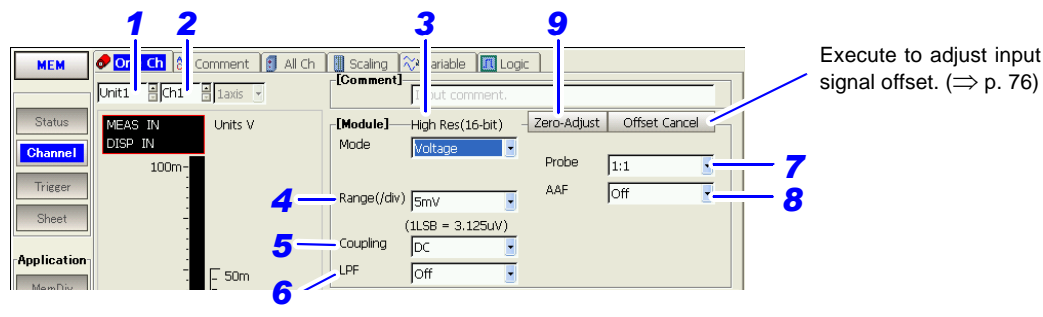 1 2 3 9
MEM
Ch Comment All Ch Scaling Logic
Execute to adjust input
signal offset. (⇒ p. 76)
Unit1 Ch1 1axis
[Comment]
comment.
Status
MEAS IN
DISP IN
Units V
[Module] High Res(16-bit) Zero-Adjust Offset Cancel
Channel
Mode Voltage
100m
Probe 1:1 7
Trigger
4 Range(/div) 5mV
AAF Off 8
Sheet
(1LSB = 3.125uV)
5 Coupling DC
Application
50m
6 LPF Off
MemDiv